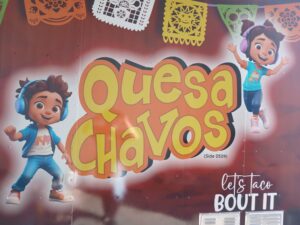 Quesa
Chavos
(Side Dish)
let's taco
BOUT IT